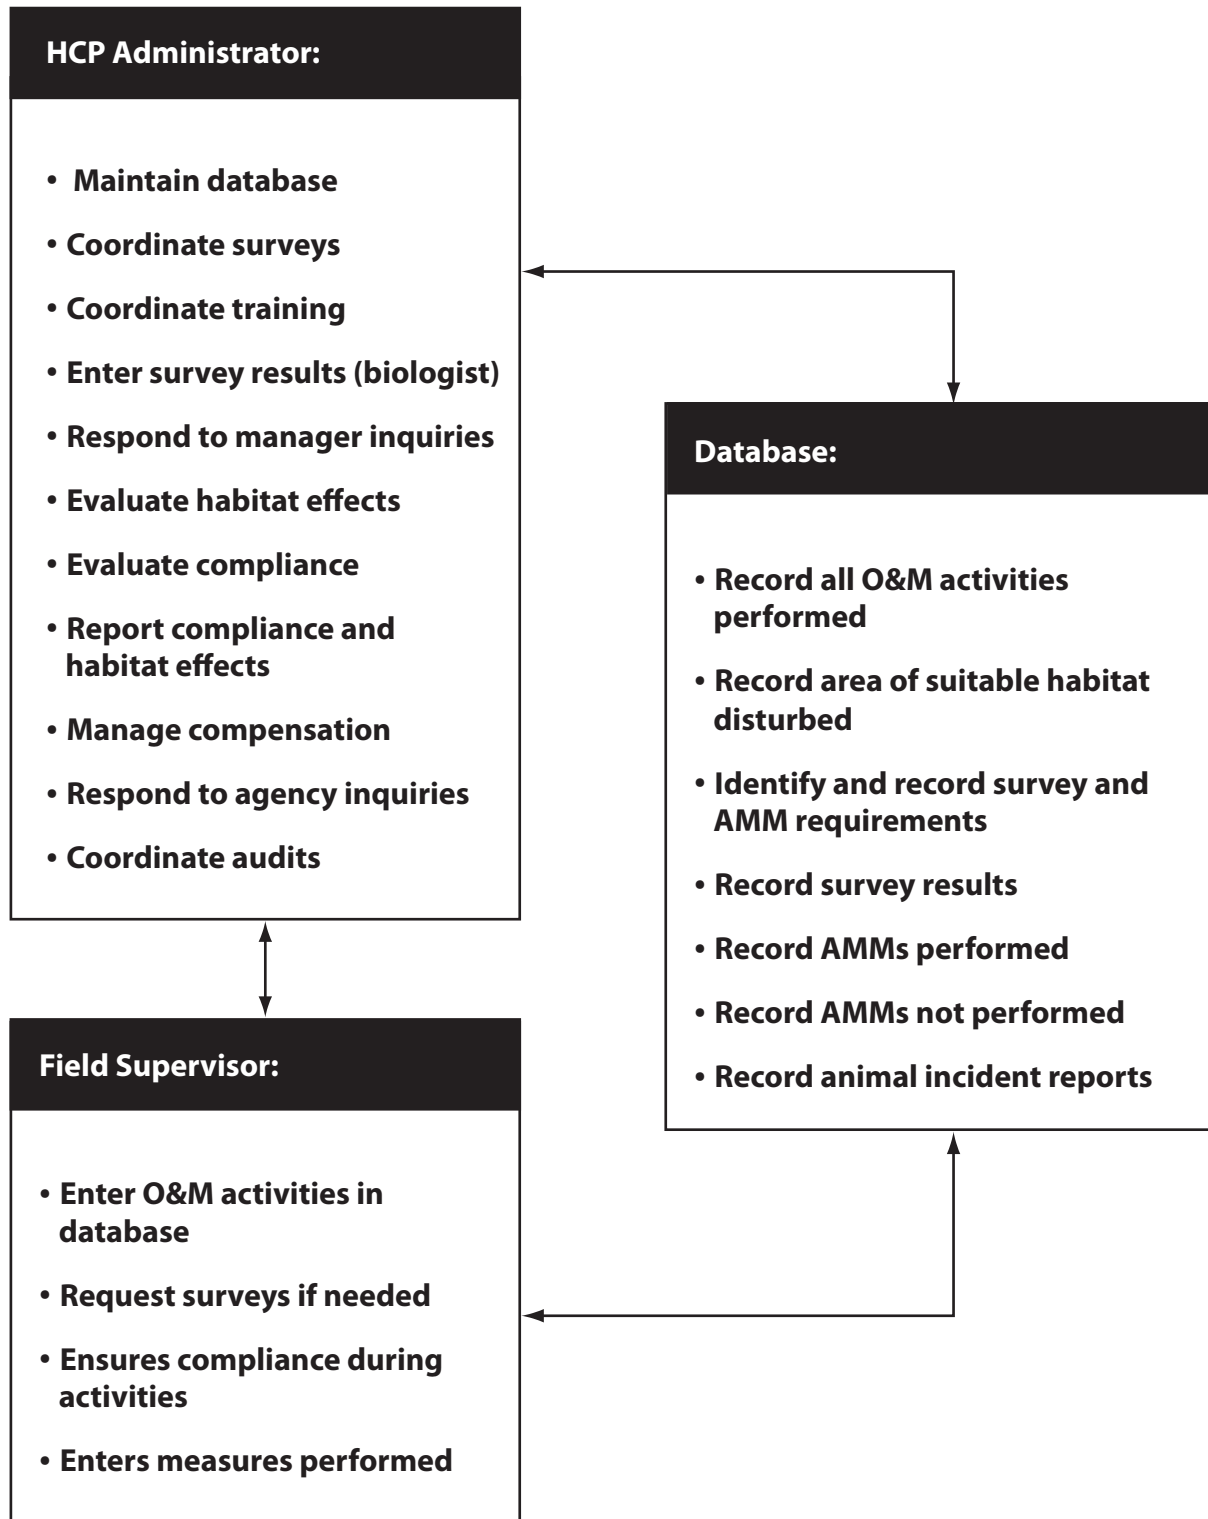 HCP Administrator:
• Maintain database
• Coordinate surveys
• Coordinate training
• Enter survey results (biologist)
• Respond to manager inquiries
• Evaluate habitat effects
• Evaluate compliance
• Report compliance and
habitat effects
• Manage compensation
• Respond to agency inquiries
• Coordinate audits
Database:
• Record all O&M activities
performed
• Record area of suitable habitat
disturbed
• Identify and record survey and
AMM requirements
• Record survey results
• Record AMMs performed
• Record AMMs not performed
• Record animal incident reports
Field Supervisor:
• Enter O&M activities in
database
• Request surveys if needed
• Ensures compliance during
activities
• Enters measures performed